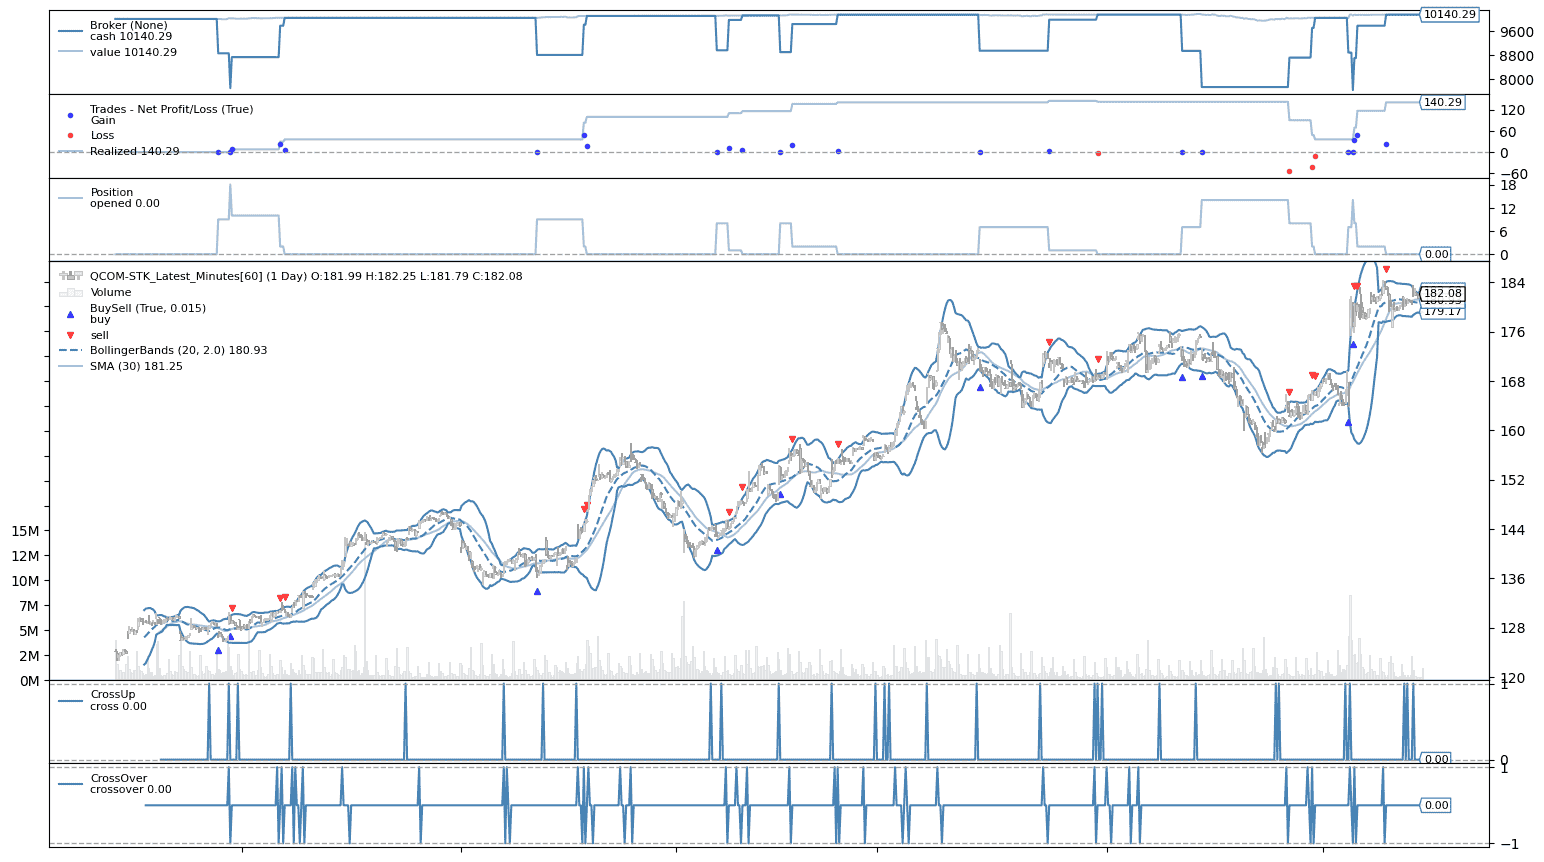 Broker (None)
cash 10140.29
value 10140.29
10140.29
9600
8800
8000
Trades - Net Profit/Loss (True)
Gain
Loss
Realized 140.29
140.29
120
60
0
−60
Position
opened 0.00
18
12
6
0
0.00
QCOM-STK_Latest_Minutes[60] (1 Day) O:181.99 H:182.25 L:181.79 C:182.08
Volume
BuySell (True, 0.015)
buy
sell
BollingerBands (20, 2.0) 180.93
SMA (30) 181.25
182.08
179.17
184
176
168
160
152
144
136
128
120
15M
12M
10M
7M
5M
2M
0M
CrossUp
cross 0.00
1
0
0.00
CrossOver
crossover 0.00
1
0.00
−1